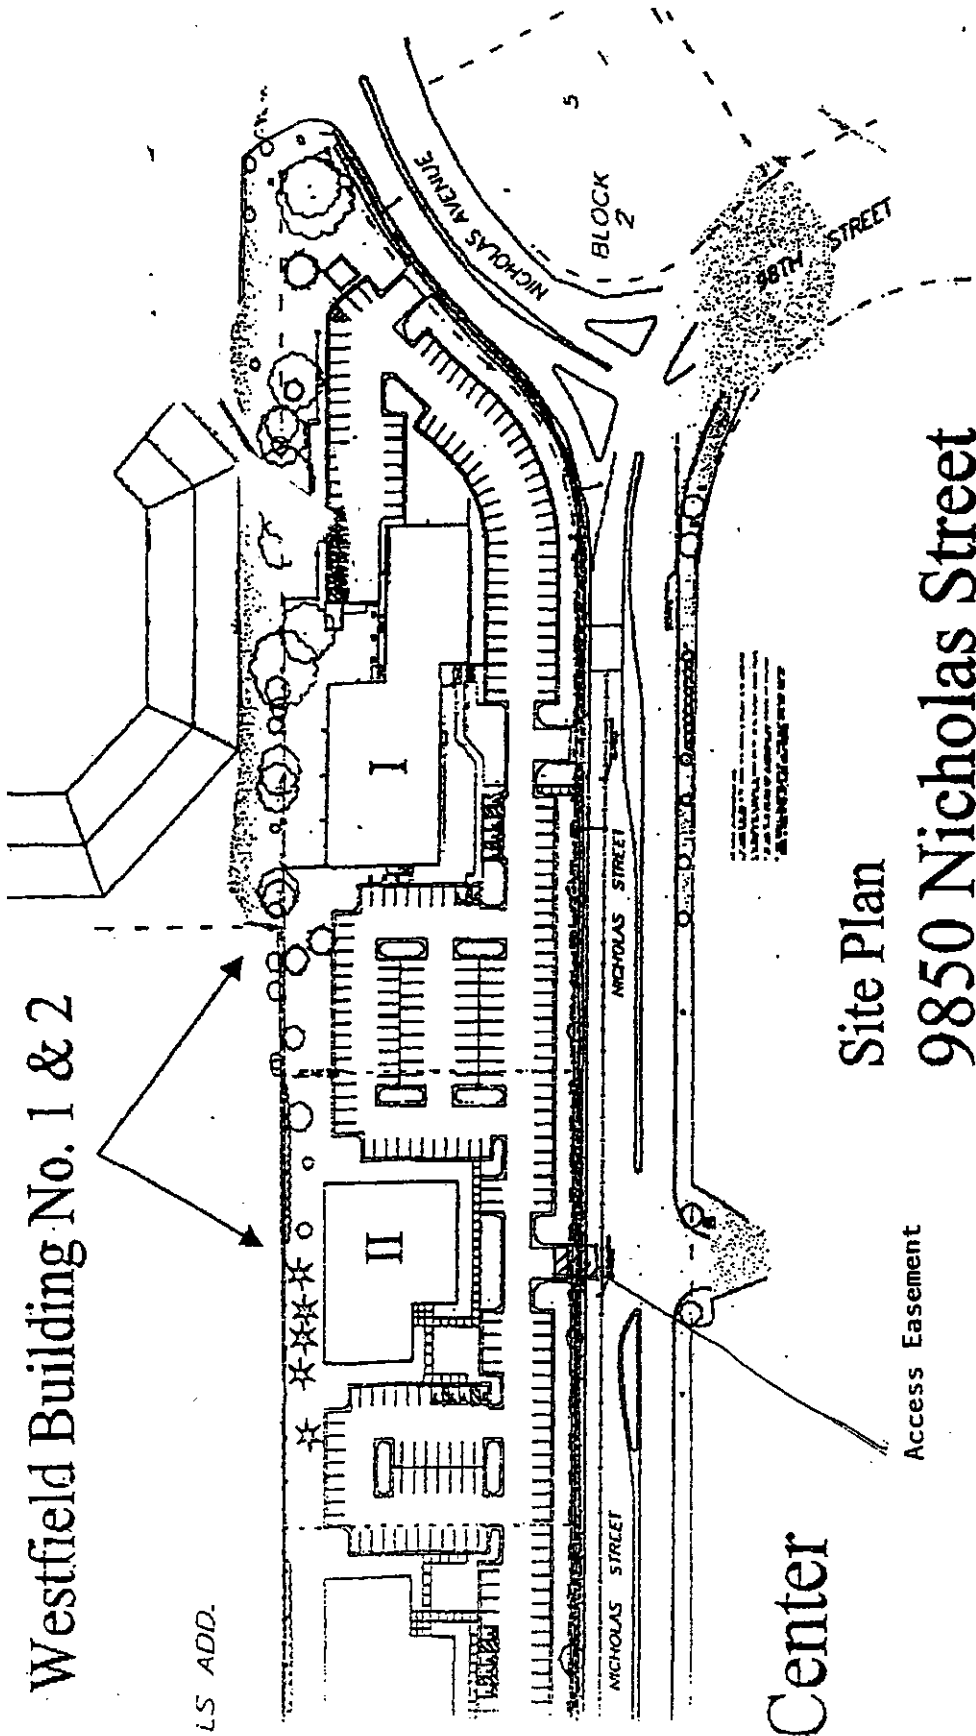 Westfield Building No. 1 & 2
LS ADD.
I
II
NICHOLAS AVENUE
5
BLOCK
2
98TH STREET
NICHOLAS STREET
NICHOLAS STREET
Access Easement
Site Plan
9850 Nicholas Street
Center